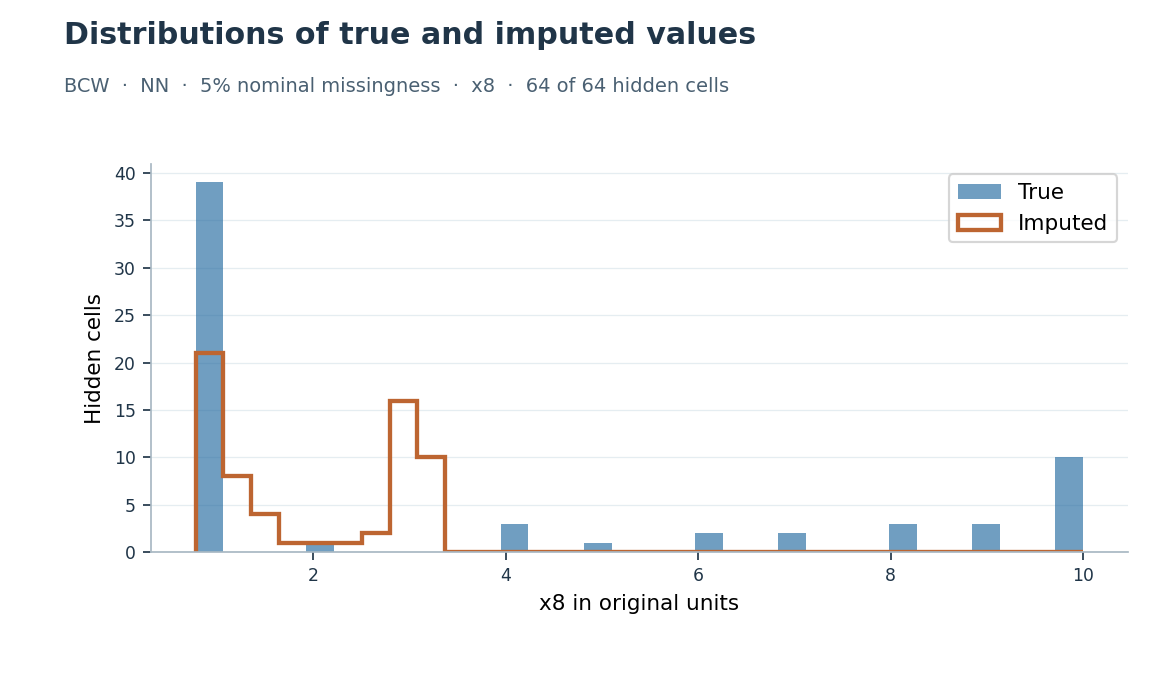 Distributions of true and imputed values
BCW · NN · 5% nominal missingness · x8 · 64 of 64 hidden cells
True
Imputed
Hidden cells
40
35
30
25
20
15
10
5
0
2
4
6
8
10
x8 in original units